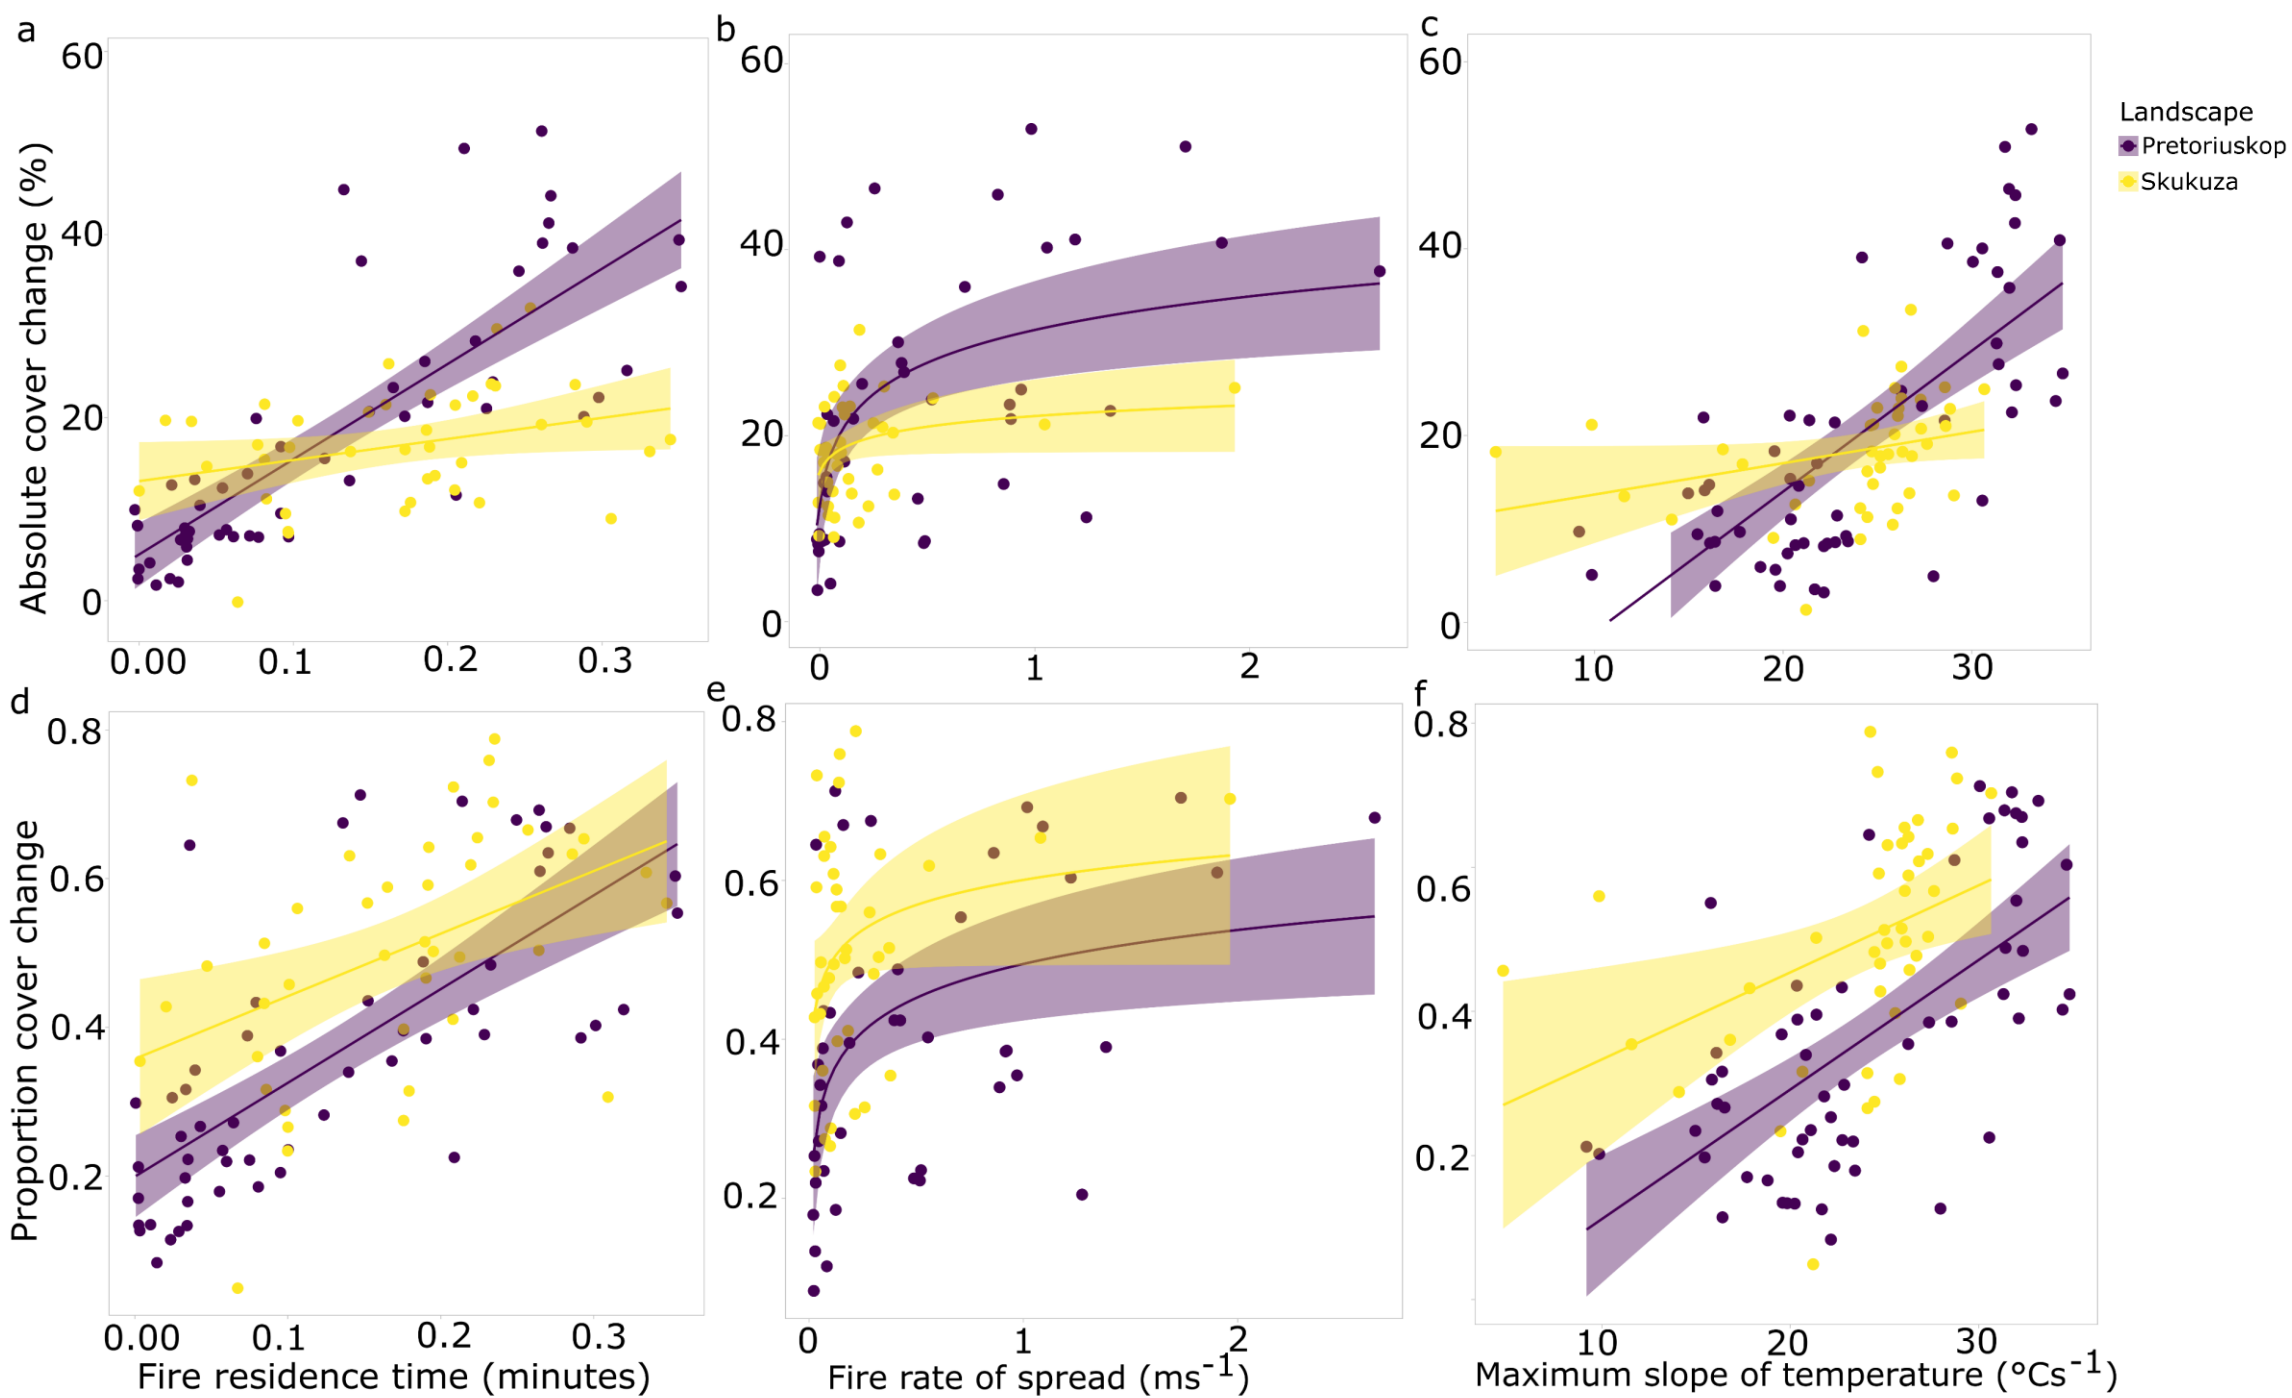 a
b
c
Absolute cover change (%)
60
40
20
0
0.00 0.1 0.2 0.3
60
40
20
0
0 1 2
60
40
20
0
10 20 30
Landscape
Pretoriuskop
Skukuza
d
e
f
Proportion cover change
0.8
0.6
0.4
0.2
0.00 0.1 0.2 0.3
Fire residence time (minutes)
0.8
0.6
0.4
0.2
0 1 2
Fire rate of spread (ms⁻¹)
0.8
0.6
0.4
0.2
10 20 30
Maximum slope of temperature (°Cs⁻¹)